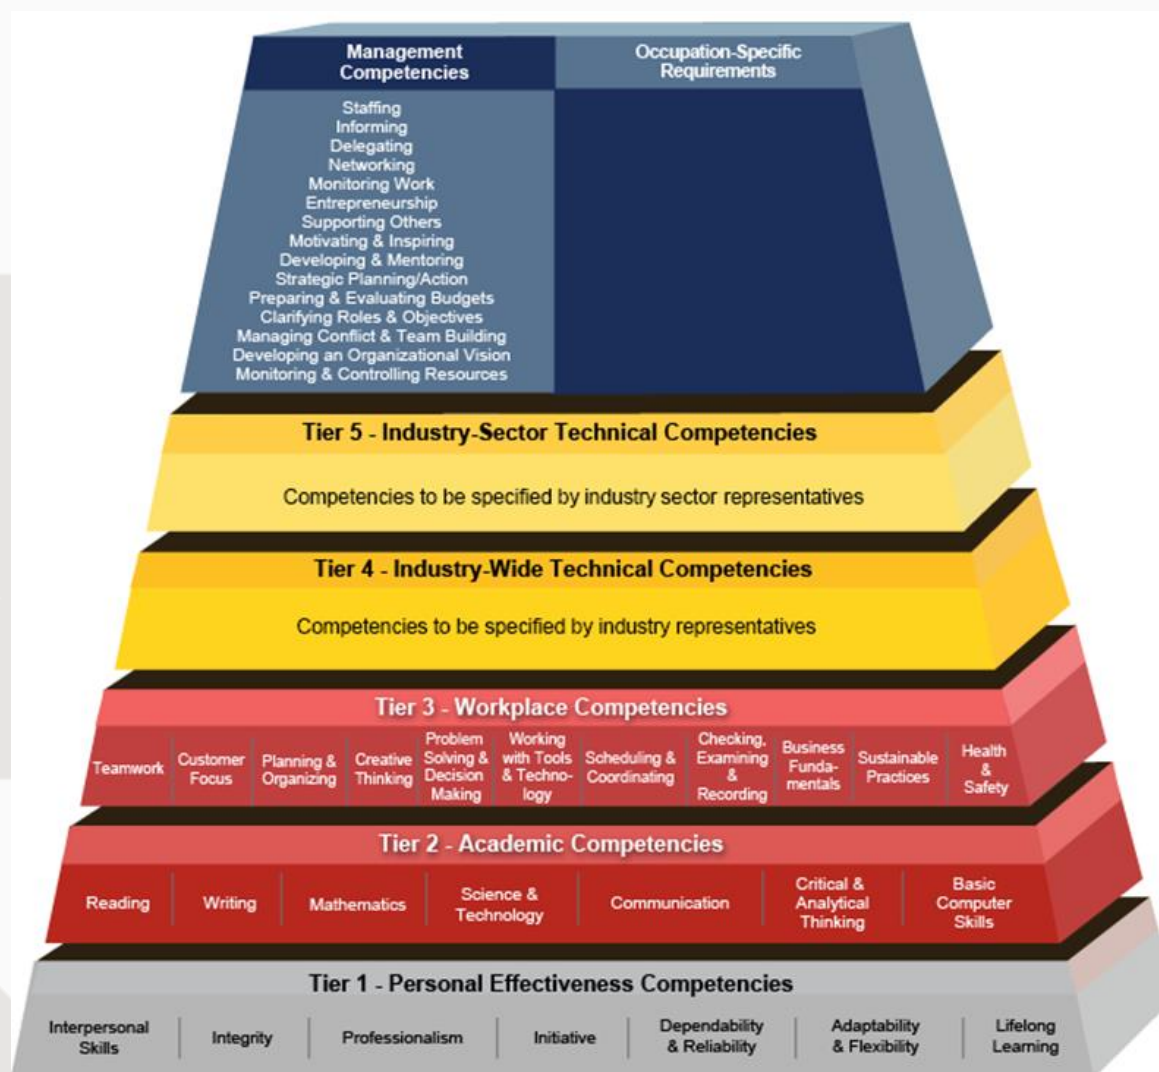 Management
Competencies
Occupation-Specific
Requirements
Staffing
Informing
Delegating
Networking
Monitoring Work
Entrepreneurship
Supporting Others
Motivating & Inspiring
Developing & Mentoring
Strategic Planning/Action
Preparing & Evaluating Budgets
Clarifying Roles & Objectives
Managing Conflict & Team Building
Developing an Organizational Vision
Monitoring & Controlling Resources
Tier 5 - Industry-Sector Technical Competencies
Competencies to be specified by industry sector representatives
Tier 4 - Industry-Wide Technical Competencies
Competencies to be specified by industry representatives
Tier 3 - Workplace Competencies
Teamwork
Customer
Focus
Planning &
Organizing
Creative
Thinking
Problem
Solving &
Decision
Making
Working
with Tools
& Techno-
logy
Scheduling &
Coordinating
Checking,
Examining
&
Recording
Business
Funda-
mentals
Sustainable
Practices
Health
&
Safety
Tier 2 - Academic Competencies
Reading
Writing
Mathematics
Science &
Technology
Communication
Critical &
Analytical
Thinking
Basic
Computer
Skills
Tier 1 - Personal Effectiveness Competencies
Interpersonal
Skills
Integrity
Professionalism
Initiative
Dependability
& Reliability
Adaptability
& Flexibility
Lifelong
Learning